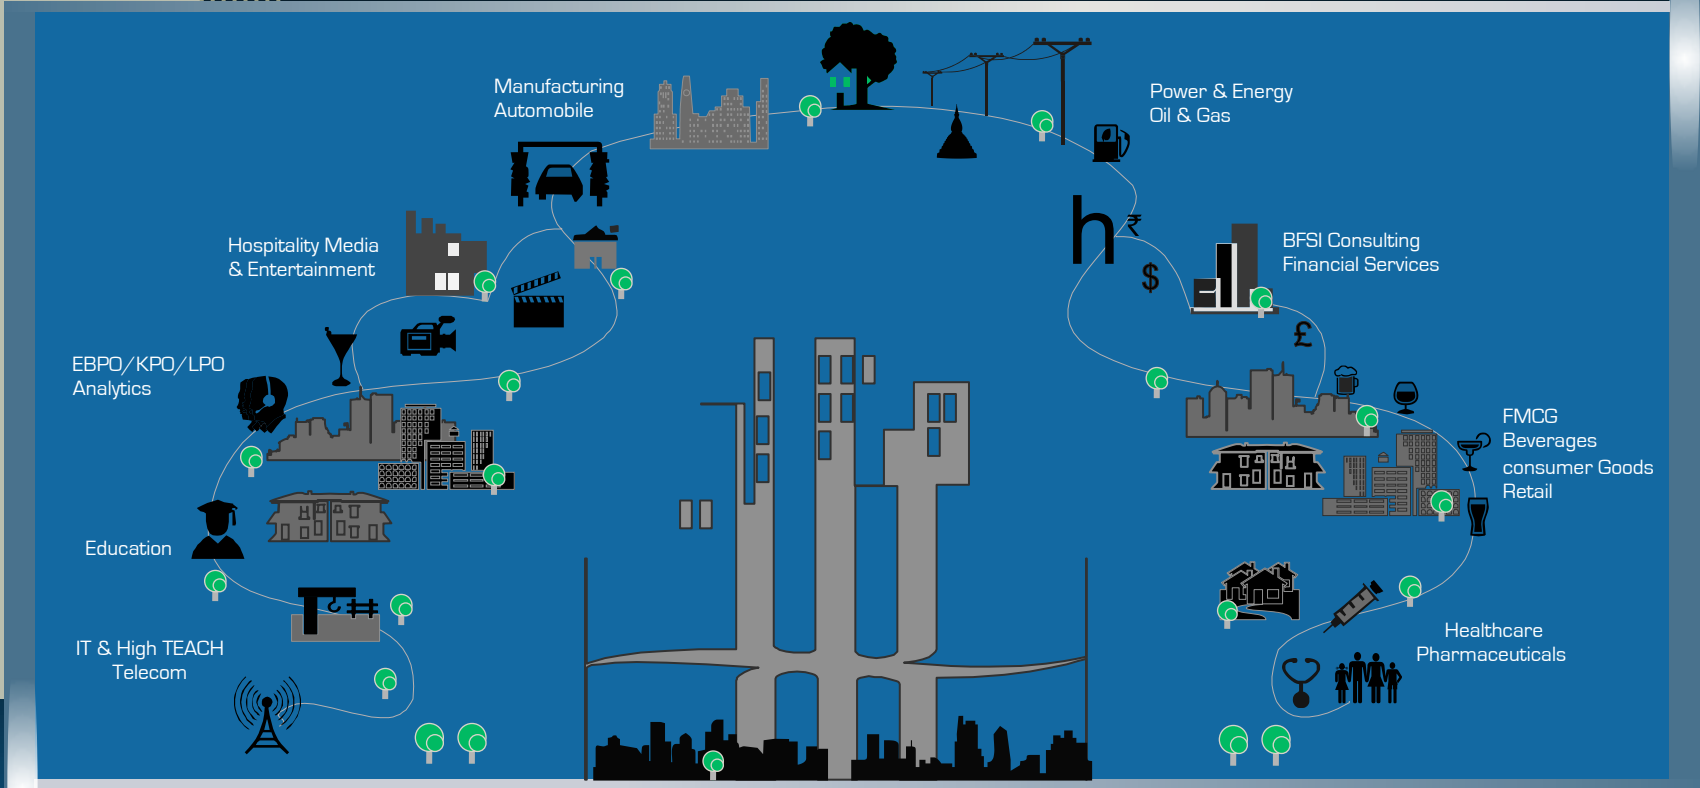 Manufacturing
Automobile
Power & Energy
Oil & Gas
Hospitality Media
& Entertainment
h
₹
$
BFSI Consulting
Financial Services
£
EBPO/KPO/LPO
Analytics
FMCG
Beverages
consumer Goods
Retail
Education
IT & High TEACH
Telecom
Healthcare
Pharmaceuticals